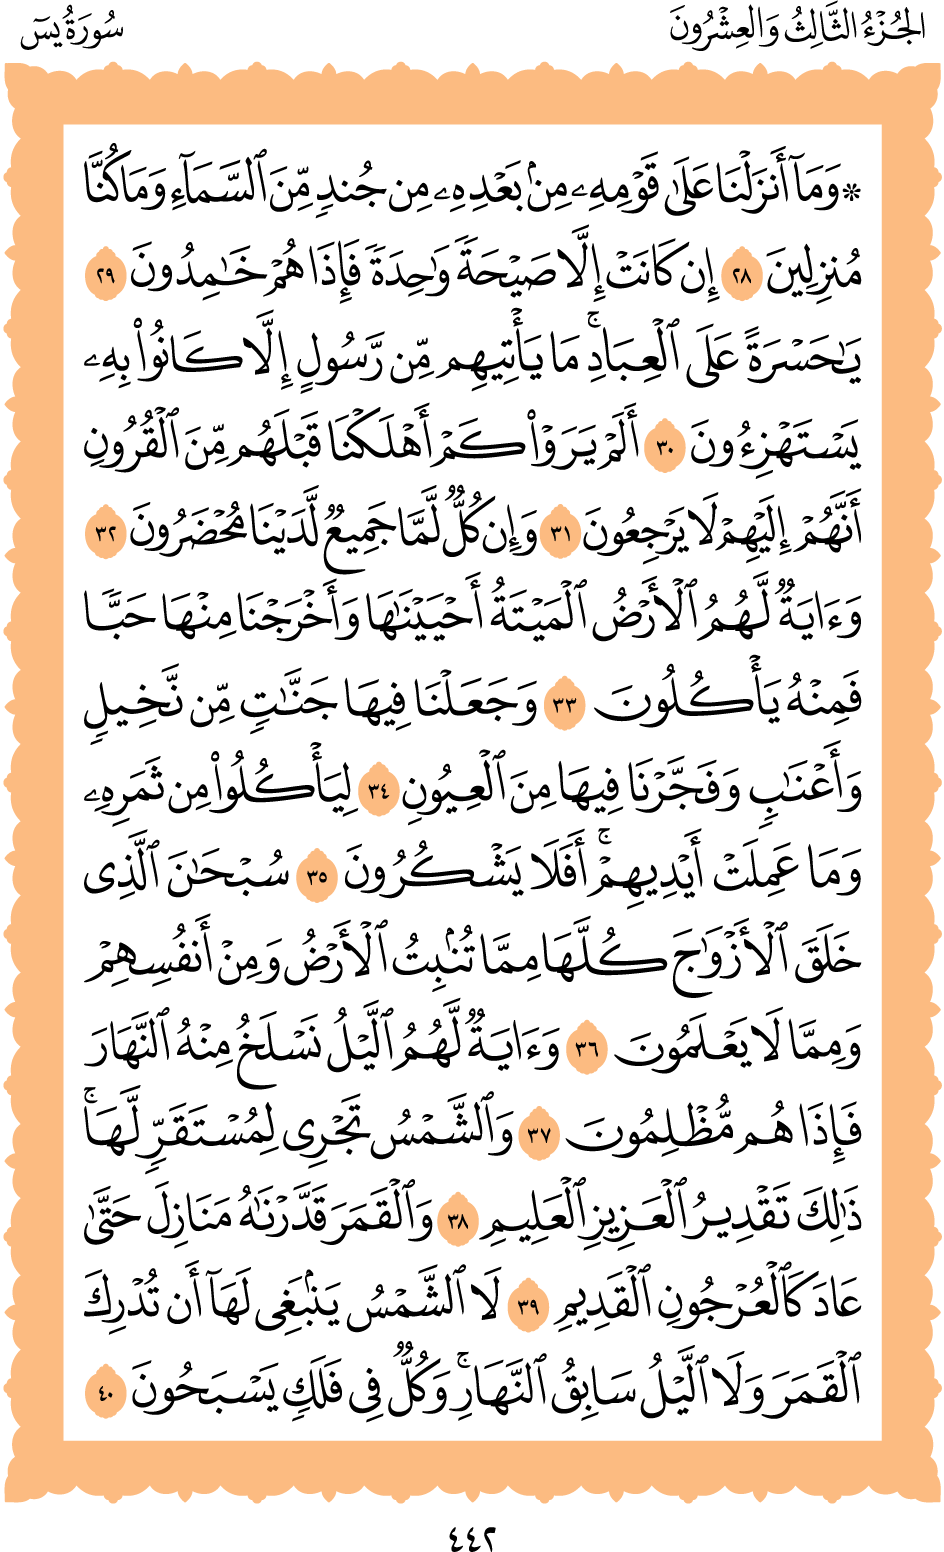 الجُزْءُ الثَّالِثُ وَالعِشْرُونَ
سُورَةُ يسٓ
۞ وَمَآ أَنزَلْنَا عَلَىٰ قَوْمِهِۦ مِنۢ بَعْدِهِۦ مِن جُندٍ مِّنَ ٱلسَّمَآءِ وَمَا كُنَّا
مُنزِلِينَ ٢٨ إِن كَانَتْ إِلَّا صَيْحَةً وَٰحِدَةً فَإِذَا هُمْ خَـٰمِدُونَ ٢٩
يَـٰحَسْرَةً عَلَى ٱلْعِبَادِ ۚ مَا يَأْتِيهِم مِّن رَّسُولٍ إِلَّا كَانُوا۟ بِهِۦ
يَسْتَهْزِءُونَ ٣٠ أَلَمْ يَرَوْا۟ كَمْ أَهْلَكْنَا قَبْلَهُم مِّنَ ٱلْقُرُونِ
أَنَّهُمْ إِلَيْهِمْ لَا يَرْجِعُونَ ٣١ وَإِن كُلٌّ لَّمَّا جَمِيعٌ لَّدَيْنَا مُحْضَرُونَ ٣٢
وَءَايَةٌ لَّهُمُ ٱلْأَرْضُ ٱلْمَيْتَةُ أَحْيَيْنَـٰهَا وَأَخْرَجْنَا مِنْهَا حَبًّا
فَمِنْهُ يَأْكُلُونَ ٣٣ وَجَعَلْنَا فِيهَا جَنَّـٰتٍ مِّن نَّخِيلٍ
وَأَعْنَـٰبٍ وَفَجَّرْنَا فِيهَا مِنَ ٱلْعُيُونِ ٣٤ لِيَأْكُلُوا۟ مِن ثَمَرِهِۦ
وَمَا عَمِلَتْ أَيْدِيهِمْ ۚ أَفَلَا يَشْكُرُونَ ٣٥ سُبْحَـٰنَ ٱلَّذِى
خَلَقَ ٱلْأَزْوَٰجَ كُلَّهَا مِمَّا تُنۢبِتُ ٱلْأَرْضُ وَمِنْ أَنفُسِهِمْ
وَمِمَّا لَا يَعْلَمُونَ ٣٦ وَءَايَةٌ لَّهُمُ ٱلَّيْلُ نَسْلَخُ مِنْهُ ٱلنَّهَارَ
فَإِذَا هُم مُّظْلِمُونَ ٣٧ وَٱلشَّمْسُ تَجْرِى لِمُسْتَقَرٍّ لَّهَا ۚ
ذَٰلِكَ تَقْدِيرُ ٱلْعَزِيزِ ٱلْعَلِيمِ ٣٨ وَٱلْقَمَرَ قَدَّرْنَـٰهُ مَنَازِلَ حَتَّىٰ
عَادَ كَٱلْعُرْجُونِ ٱلْقَدِيمِ ٣٩ لَا ٱلشَّمْسُ يَنۢبَغِى لَهَآ أَن تُدْرِكَ
ٱلْقَمَرَ وَلَا ٱلَّيْلُ سَابِقُ ٱلنَّهَارِ ۚ وَكُلٌّ فِى فَلَكٍ يَسْبَحُونَ ٤٠
٤٤٢